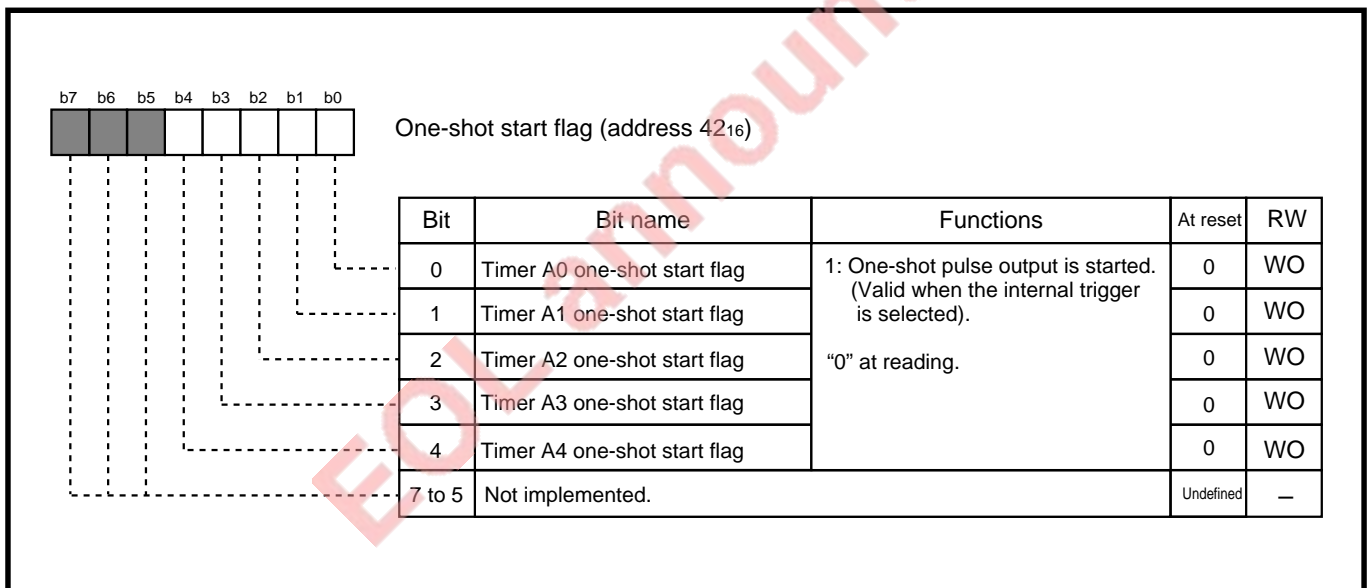 EOL announ
b7 b6 b5 b4 b3 b2 b1 b0
One-shot start flag (address 42₁₆)
Bit Bit name Functions At reset RW
0 Timer A0 one-shot start flag 1: One-shot pulse output is started. 0 WO
(Valid when the internal trigger
1 Timer A1 one-shot start flag is selected). 0 WO
2 Timer A2 one-shot start flag “0” at reading. 0 WO
3 Timer A3 one-shot start flag 0 WO
4 Timer A4 one-shot start flag 0 WO
7 to 5 Not implemented. Undefined –